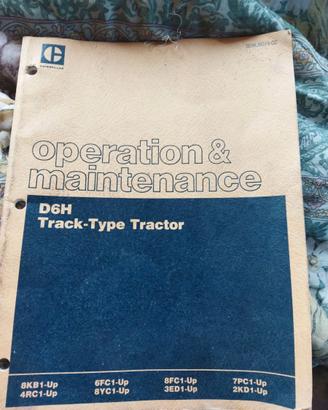 CATERPILLAR
operation &
maintenance
D6H
Track-Type Tractor
8KB1-Up 6FC1-Up 8FC1-Up 7PC1-Up
4RC1-Up 8YC1-Up 3ED1-Up 2KD1-Up